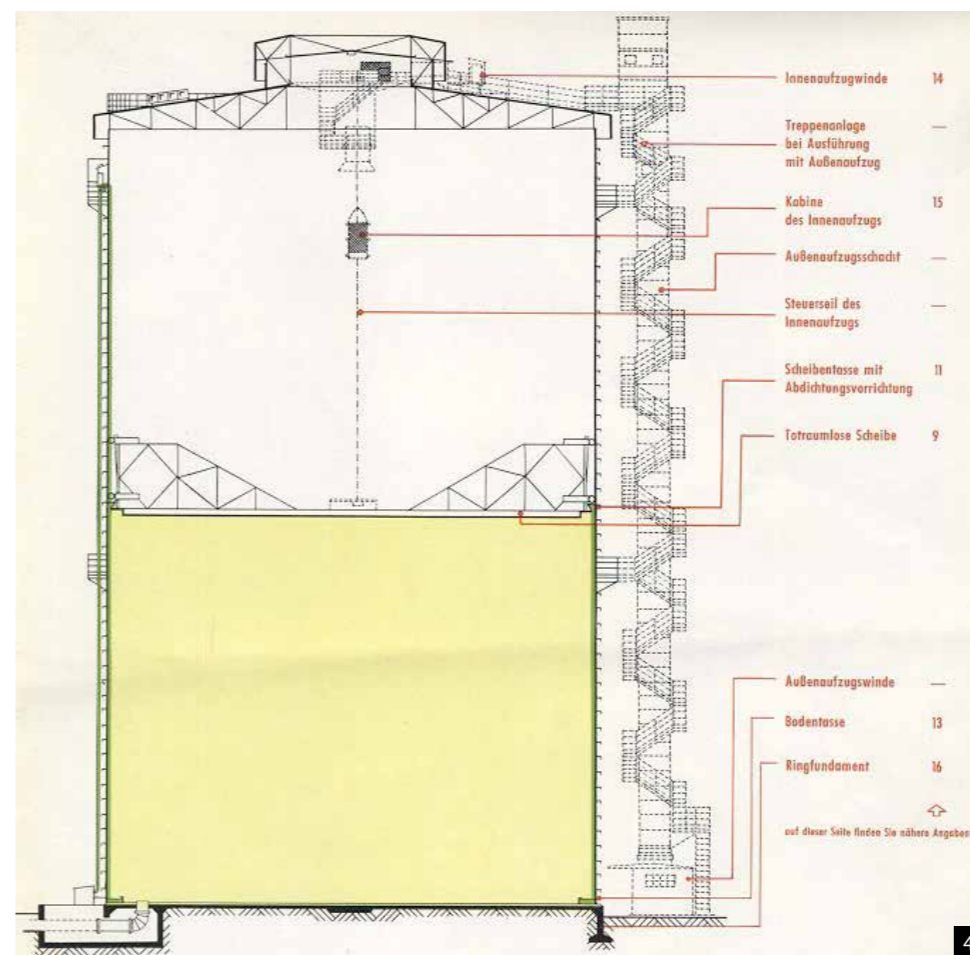 Innenaufzugwinde 14
Treppenanlage —
bei Ausführung
mit Außenaufzug
Kabine 15
des Innenaufzugs
Außenaufzugsschacht —
Steuerseil des —
Innenaufzugs
Scheibentasse mit 11
Abdichtungsvorrichtung
Totraumlose Scheibe 9
Außenaufzugswinde —
Bodentasse 13
Ringfundament 16
auf dieser Seite finden Sie nähere Angaben
4